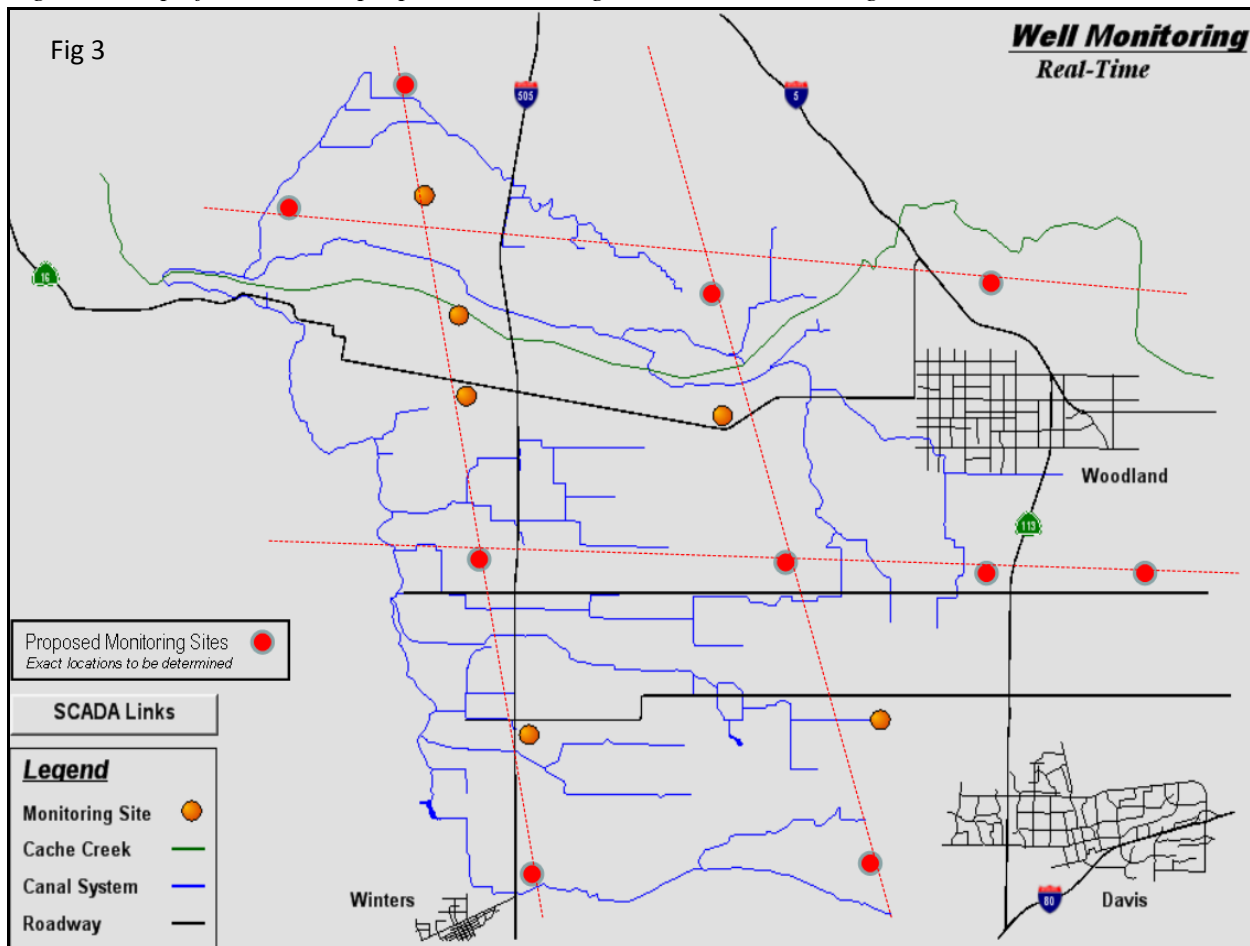 Fig 3
Well Monitoring
Real-Time
505
5
16
Woodland
113
Proposed Monitoring Sites
Exact locations to be determined
SCADA Links
Legend
Monitoring Site
Cache Creek
Canal System
Roadway
Winters
80
Davis